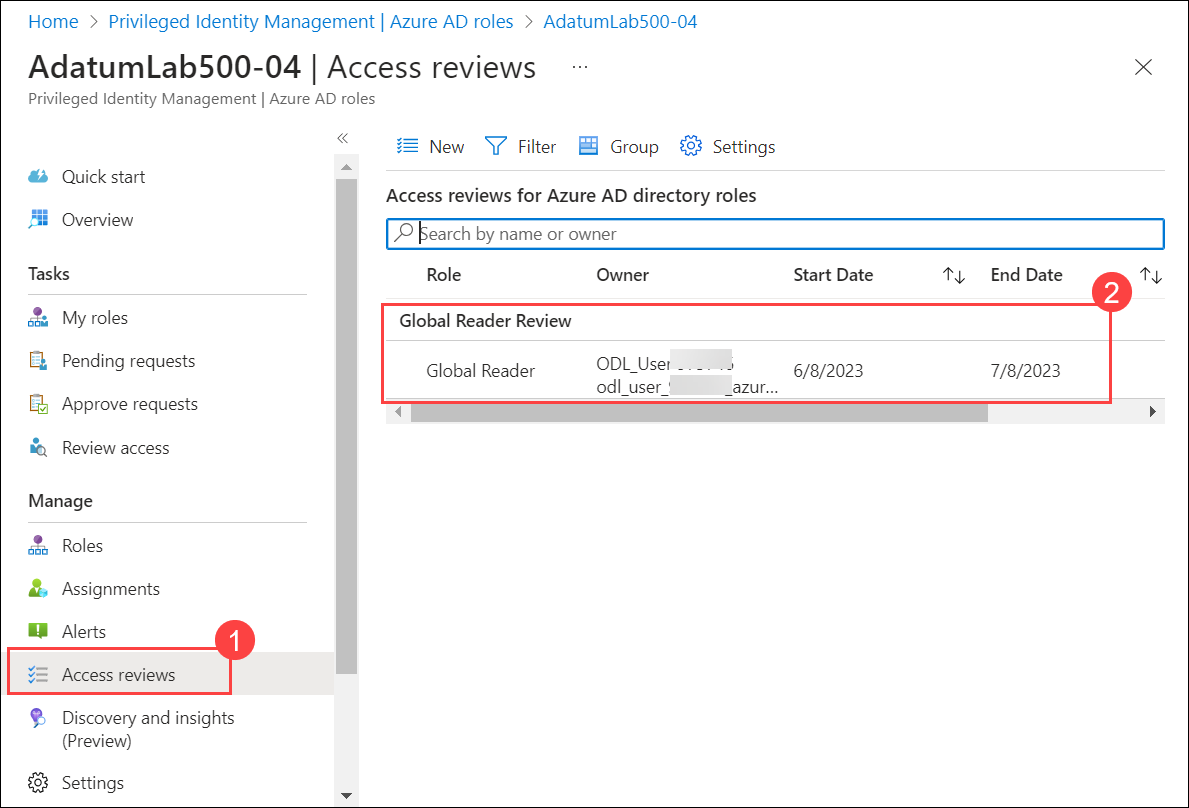 Home > Privileged Identity Management | Azure AD roles > AdatumLab500-04
AdatumLab500-04 | Access reviews ...
Privileged Identity Management | Azure AD roles
«
New Filter Group Settings
Quick start
Overview
Tasks
My roles
Pending requests
Approve requests
Review access
Manage
Roles
Assignments
Alerts
1
Access reviews
Discovery and insights
(Preview)
Settings
Access reviews for Azure AD directory roles
Search by name or owner
Role Owner Start Date ↑↓ End Date ↑↓
2
Global Reader Review
Global Reader ODL_User 6/8/2023 7/8/2023
odl_user_ _azur...